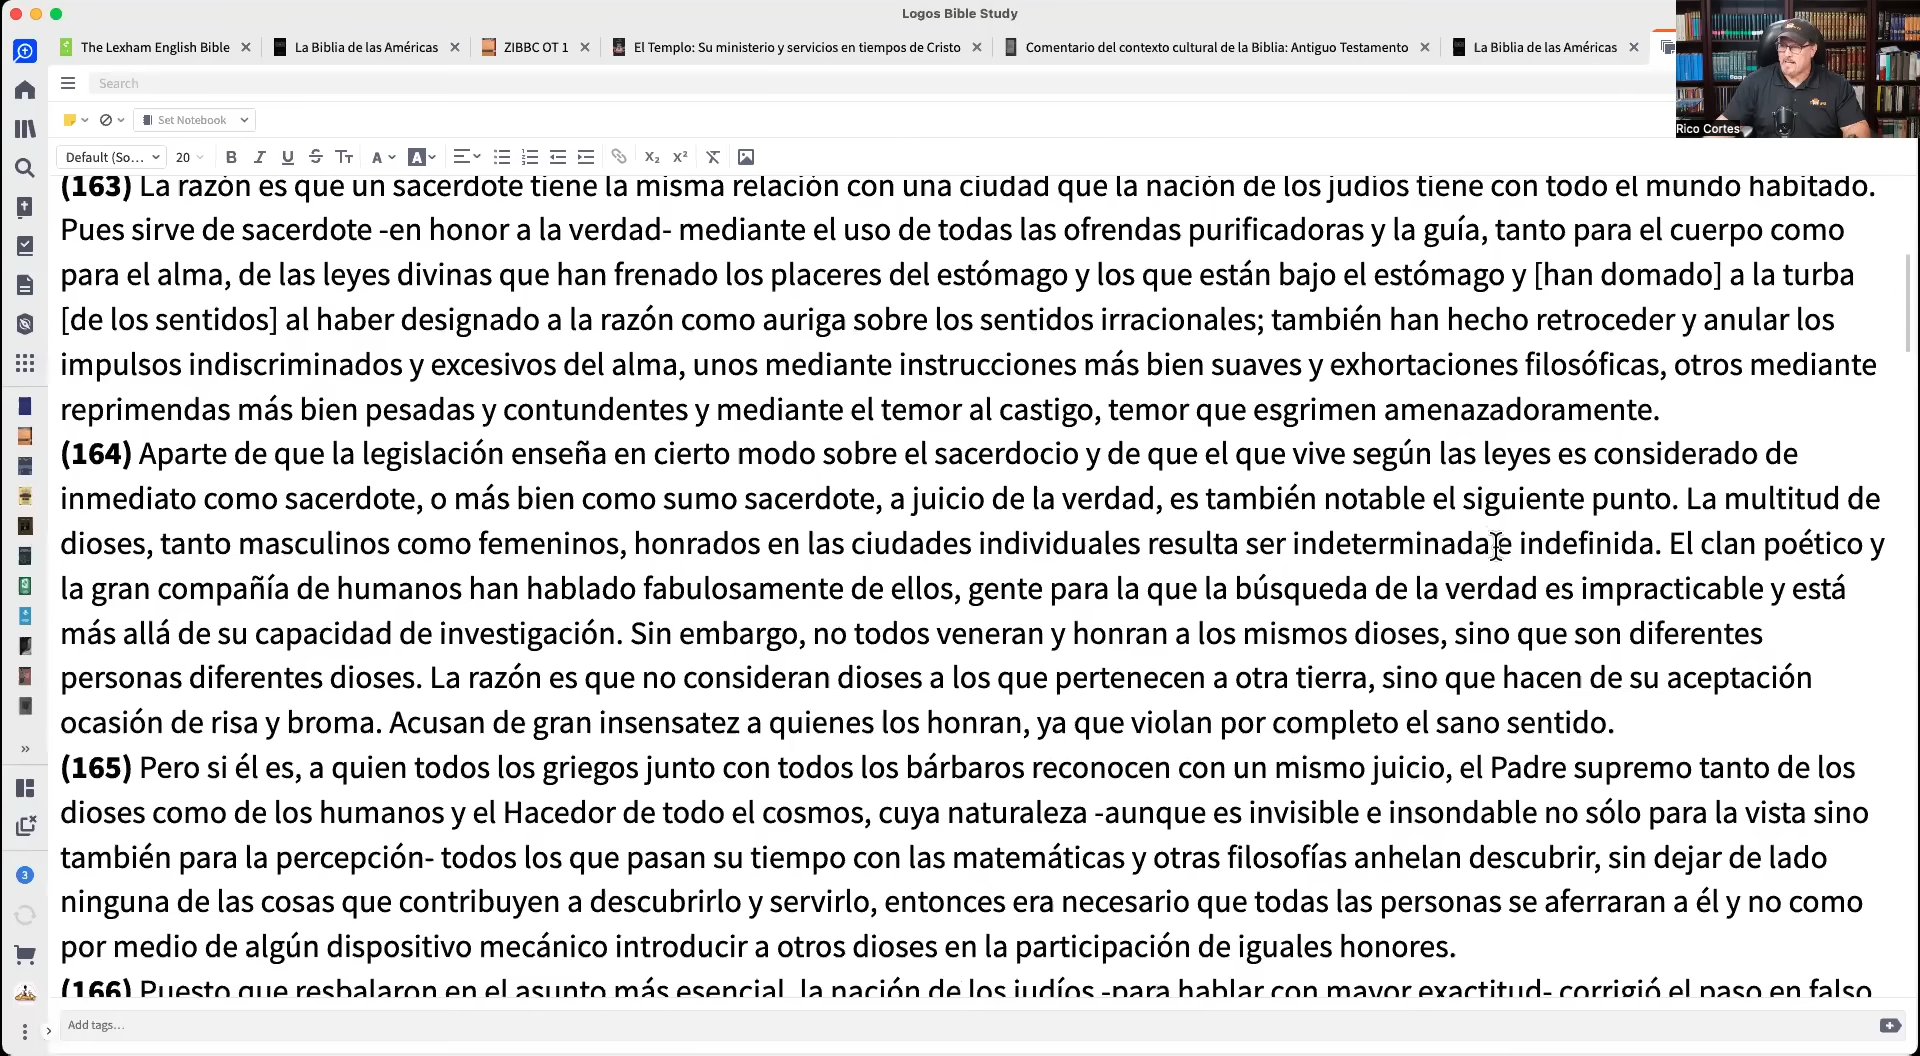 Logos Bible Study
The Lexham English Bible
La Biblia de las Américas
ZIBBC OT 1
El Templo: Su ministerio y servicios en tiempos de Cristo
Comentario del contexto cultural de la Biblia: Antiguo Testamento
La Biblia de las Américas
Search
Set Notebook
Rico Cortes
Default (So... 20
(163) La razón es que un sacerdote tiene la misma relación con una ciudad que la nación de los judíos tiene con todo el mundo habitado.
Pues sirve de sacerdote -en honor a la verdad- mediante el uso de todas las ofrendas purificadoras y la guía, tanto para el cuerpo como
para el alma, de las leyes divinas que han frenado los placeres del estómago y los que están bajo el estómago y [han domado] a la turba
[de los sentidos] al haber designado a la razón como auriga sobre los sentidos irracionales; también han hecho retroceder y anular los
impulsos indiscriminados y excesivos del alma, unos mediante instrucciones más bien suaves y exhortaciones filosóficas, otros mediante
reprimendas más bien pesadas y contundentes y mediante el temor al castigo, temor que esgrimen amenazadoramente.
(164) Aparte de que la legislación enseña en cierto modo sobre el sacerdocio y de que el que vive según las leyes es considerado de
inmediato como sacerdote, o más bien como sumo sacerdote, a juicio de la verdad, es también notable el siguiente punto. La multitud de
dioses, tanto masculinos como femeninos, honrados en las ciudades individuales resulta ser indeterminada e indefinida. El clan poético y
la gran compañía de humanos han hablado fabulosamente de ellos, gente para la que la búsqueda de la verdad es impracticable y está
más allá de su capacidad de investigación. Sin embargo, no todos veneran y honran a los mismos dioses, sino que son diferentes
personas diferentes dioses. La razón es que no consideran dioses a los que pertenecen a otra tierra, sino que hacen de su aceptación
ocasión de risa y broma. Acusan de gran insensatez a quienes los honran, ya que violan por completo el sano sentido.
(165) Pero si él es, a quien todos los griegos junto con todos los bárbaros reconocen con un mismo juicio, el Padre supremo tanto de los
dioses como de los humanos y el Hacedor de todo el cosmos, cuya naturaleza -aunque es invisible e insondable no sólo para la vista sino
también para la percepción- todos los que pasan su tiempo con las matemáticas y otras filosofías anhelan descubrir, sin dejar de lado
ninguna de las cosas que contribuyen a descubrirlo y servirlo, entonces era necesario que todas las personas se aferraran a él y no como
por medio de algún dispositivo mecánico introducir a otros dioses en la participación de iguales honores.
(166) Puesto que resbalaron en el asunto más esencial, la nación de los judíos -para hablar con mayor exactitud- corrigió el paso en falso
3
Add tags...